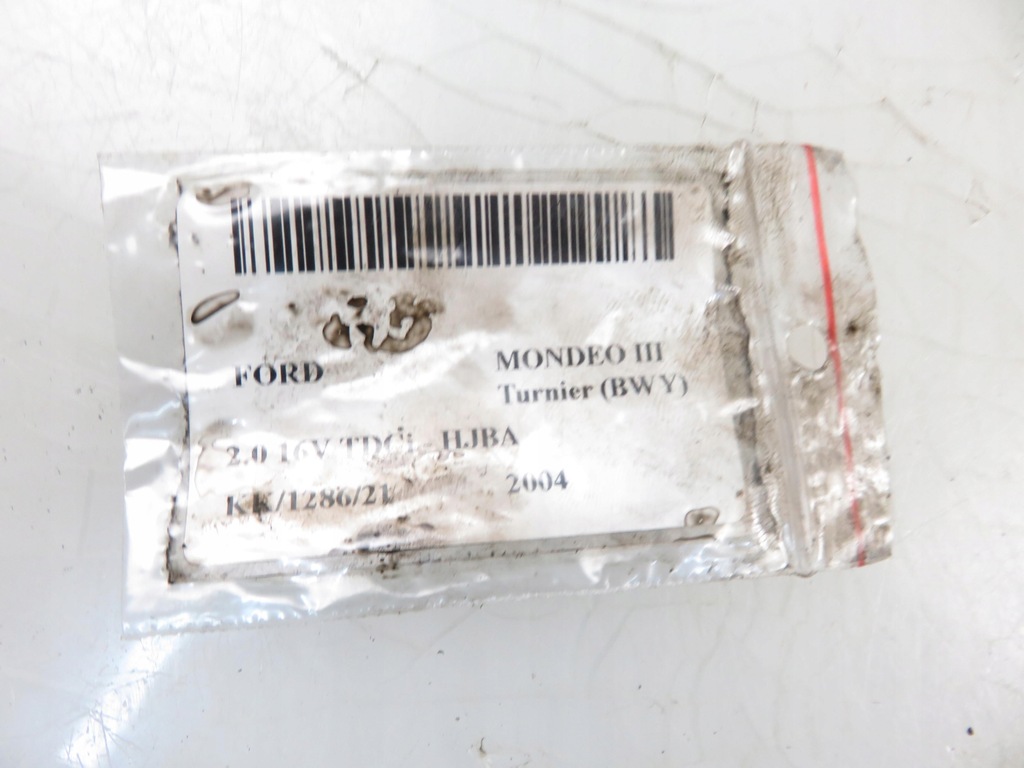 FORD MONDEO III
Turnier (BWY)
2.0 16V TDCi HJBA
KK/1286/21 2004